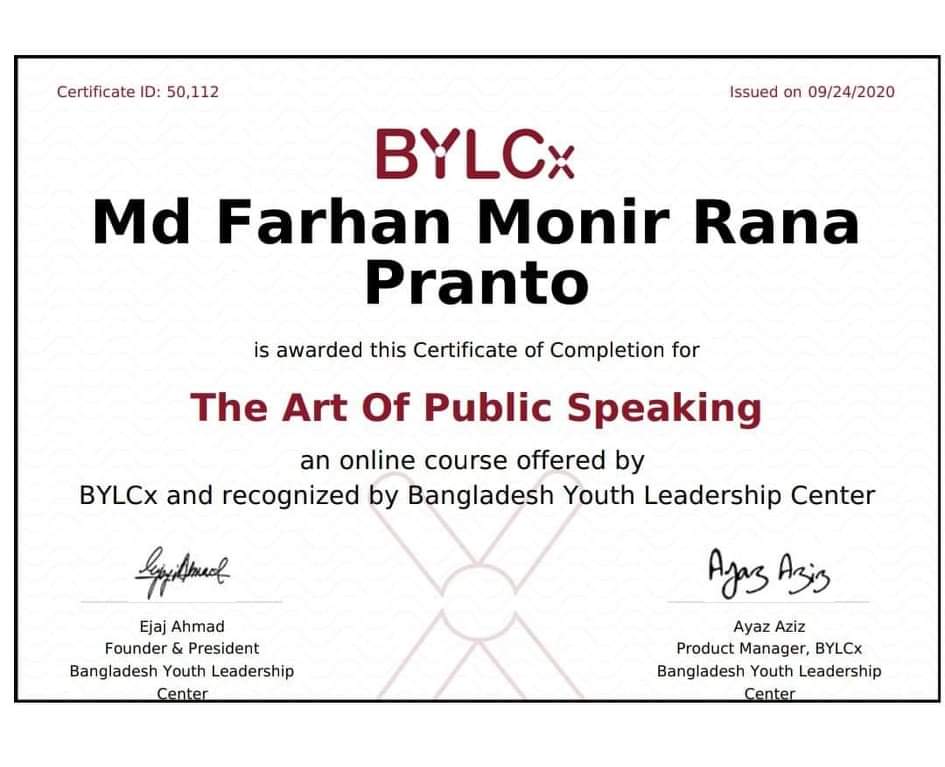 Certificate ID: 50,112
Issued on 09/24/2020
BYLCx
Md Farhan Monir Rana
Pranto
is awarded this Certificate of Completion for
The Art Of Public Speaking
an online course offered by
BYLCx and recognized by Bangladesh Youth Leadership Center
Ejaj Ahmad
Founder & President
Bangladesh Youth Leadership
Center
Ayaz Aziz
Ayaz Aziz
Product Manager, BYLCx
Bangladesh Youth Leadership
Center